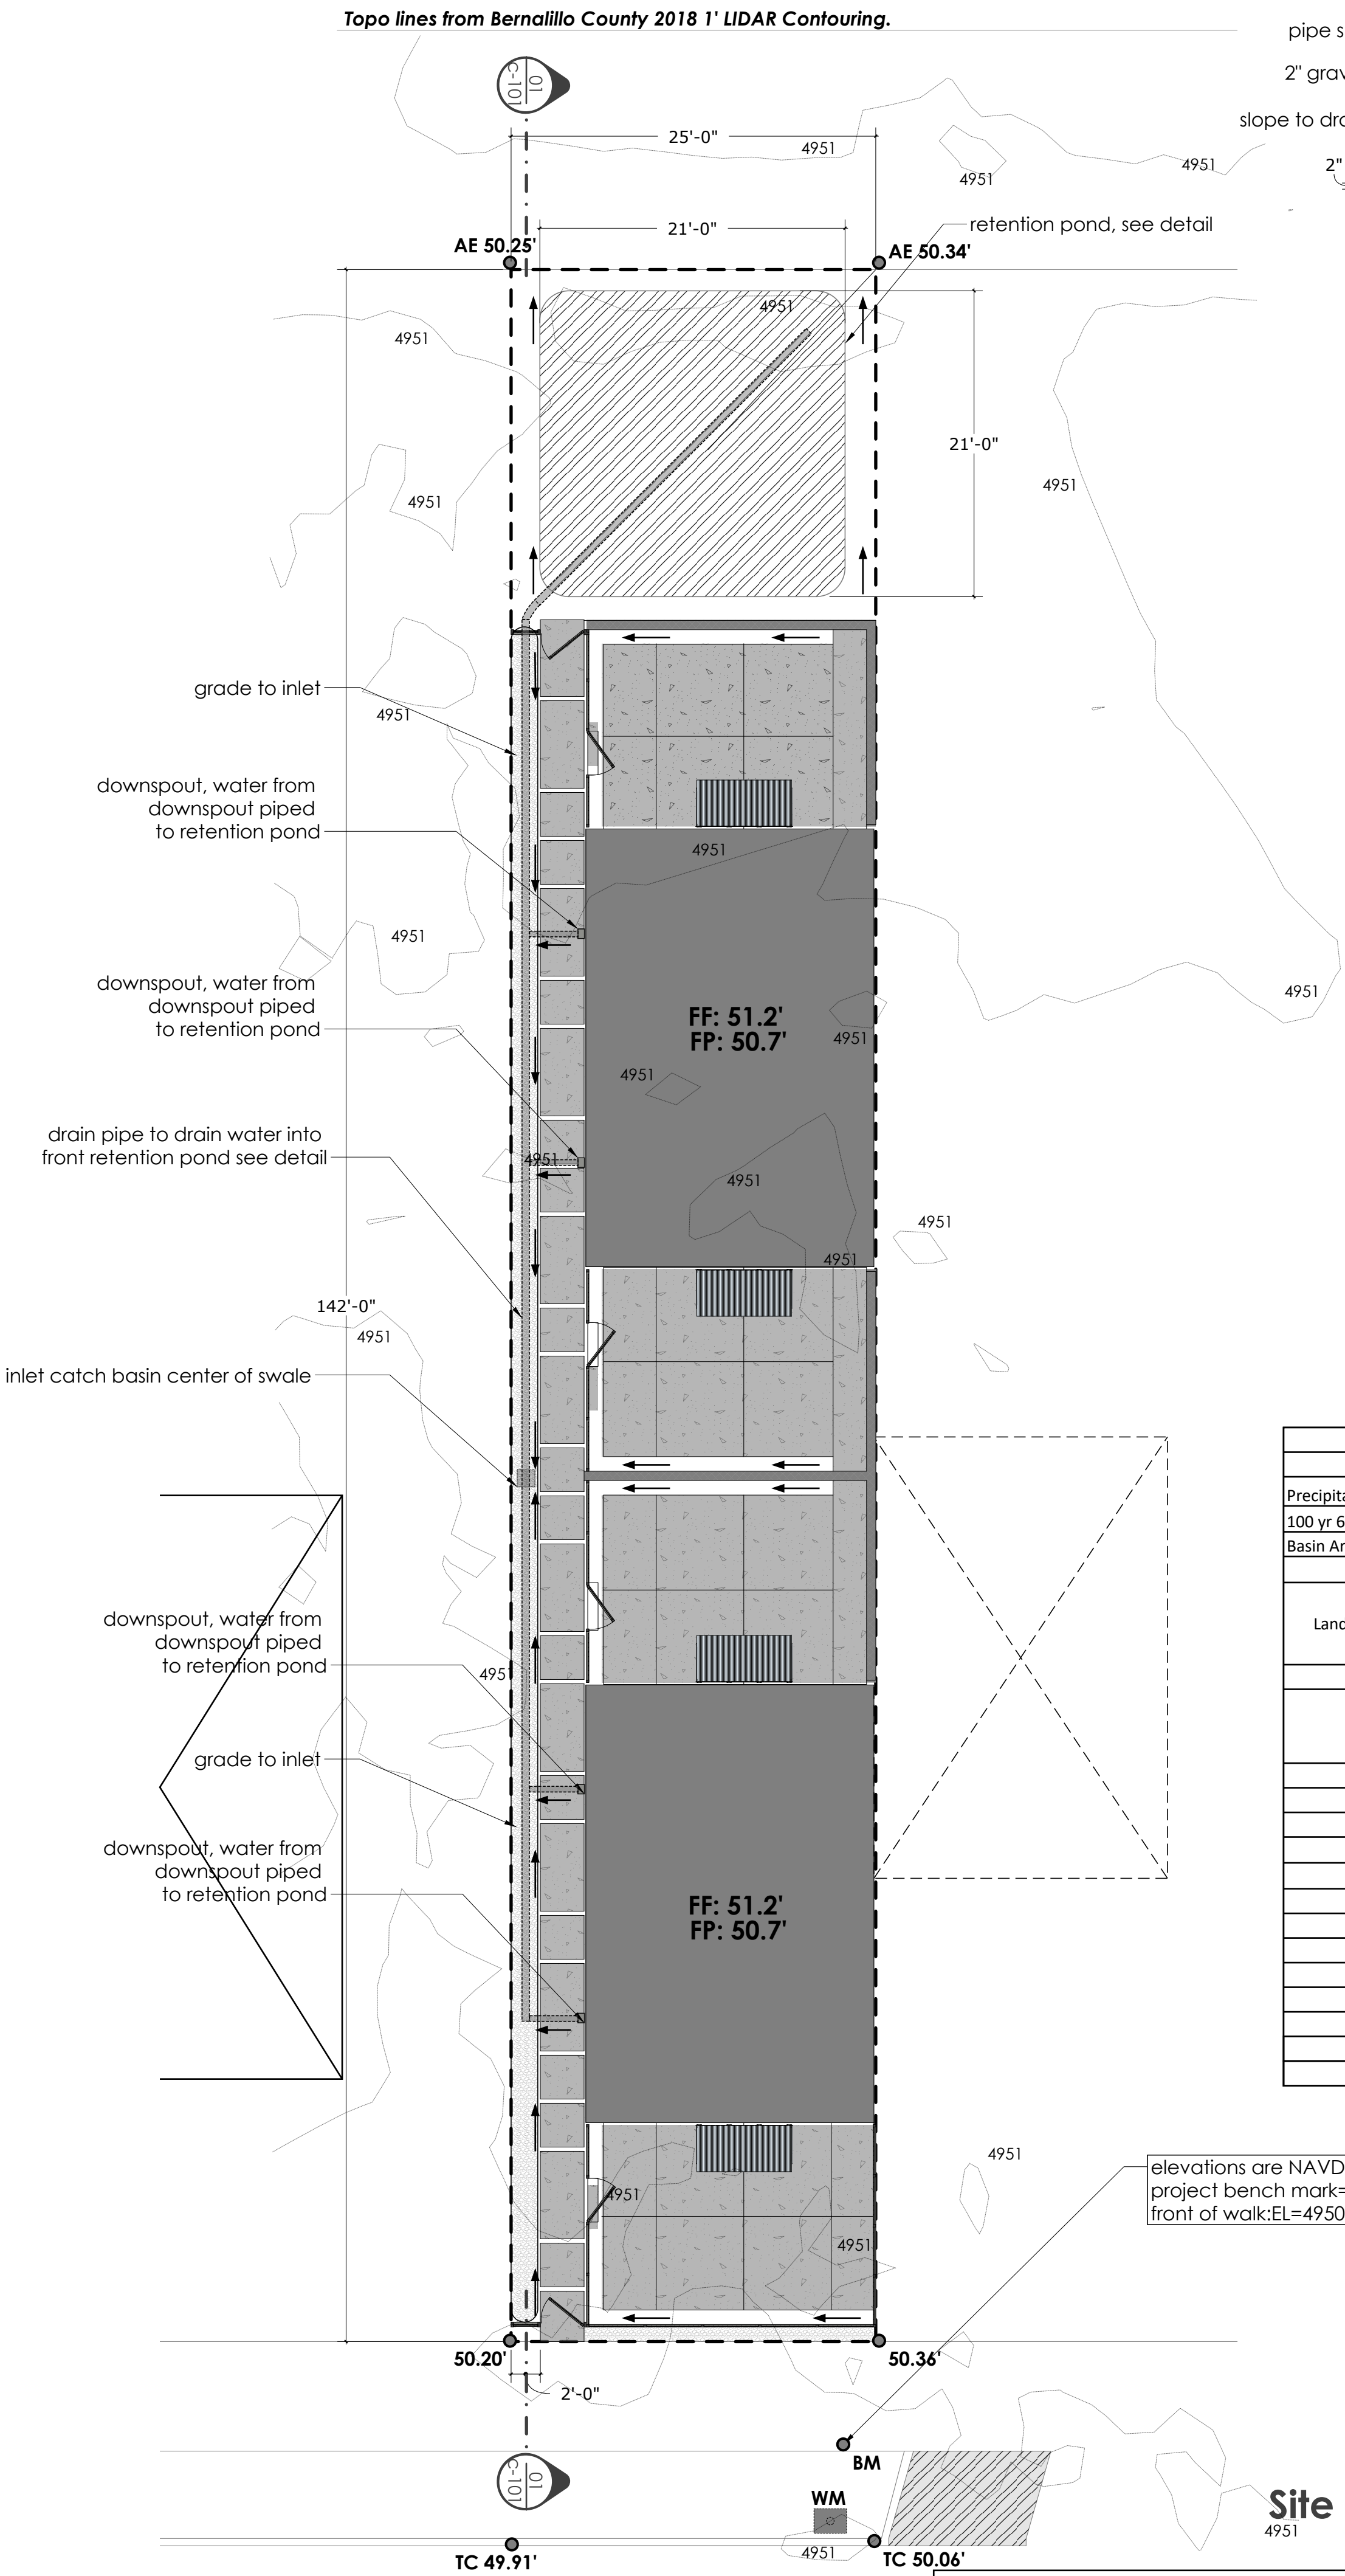 Topo lines from Bernalillo County 2018 1' LIDAR Contouring.
pipe s
2" grav
slope to dra
2"
01
C-101
25'-0"
4951
4951
4951
21'-0"
retention pond, see detail
AE 50.25'
AE 50.34'
4951
4951
21'-0"
4951
4951
grade to inlet
4951
downspout, water from
downspout piped
to retention pond
4951
4951
downspout, water from
downspout piped
to retention pond
4951
FF: 51.2'
FP: 50.7'
4951
4951
drain pipe to drain water into
front retention pond see detail
4951
4951
4951
4951
142'-0"
4951
inlet catch basin center of swale
Precipita
100 yr 6
Basin Ar
Land
downspout, water from
downspout piped
to retention pond
4951
grade to inlet
downspout, water from
downspout piped
to retention pond
FF: 51.2'
FP: 50.7'
4951
elevations are NAVD
project bench mark=
front of walk:EL=4950
4951
4951
50.20'
50.36'
2'-0"
BM
01
C-101
WM
Site
4951
4951
TC 49.91'
TC 50.06'